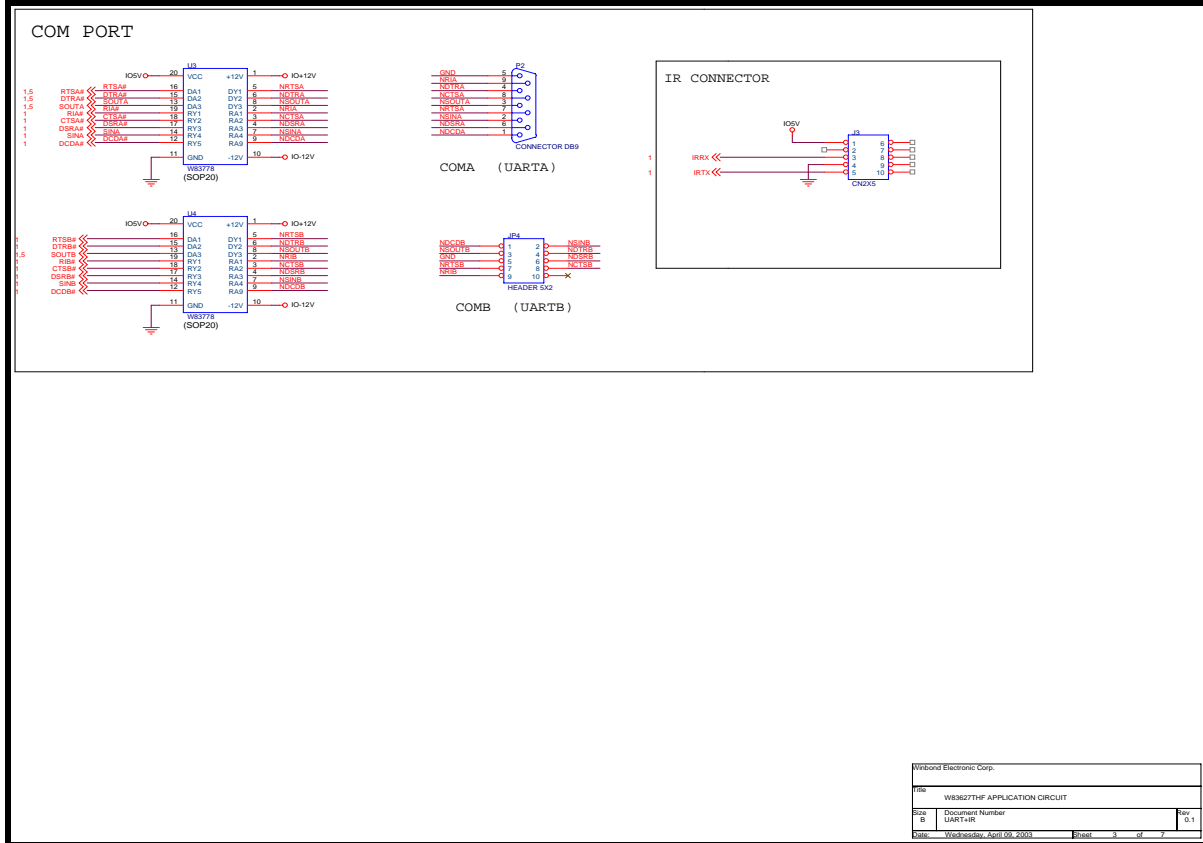 COM PORT
U3
IO5V 20 VCC +12V 1 IO+12V
1,5 RTSA# RTSA# 16 DA1 DY1 5 NRTSA
1,5 DTRA# DTRA# 15 DA2 DY2 6 NDTRA
1,5 SOUTA SOUTA 13 DA3 DY3 8 NSOUTA
1 RIA# RIA# 19 RY1 RA1 2 NRIA
1 CTSA# CTSA# 18 RY2 RA2 3 NCTSA
1 DSRA# DSRA# 17 RY3 RA3 4 NDSRA
1 SINA SINA 14 RY4 RA4 7 NSINA
1 DCDA# DCDA# 12 RY5 RA9 9 NDCDA
11 GND -12V 10 IO-12V
W83778
(SOP20)
P2
GND 5
NRIA 9
NDTRA 4
NCTSA 8
NSOUTA 3
NRTSA 7
NSINA 2
NDSRA 6
NDCDA 1
CONNECTOR DB9
COMA (UARTA)
IR CONNECTOR
IO5V
J3
1 6
2 7
1 IRRX 3 8
4 9
1 IRTX 5 10
CN2X5
U4
IO5V 20 VCC +12V 1 IO+12V
1 RTSB# 16 DA1 DY1 5 NRTSB
1 DTRB# 15 DA2 DY2 6 NDTRB
1,5 SOUTB 13 DA3 DY3 8 NSOUTB
1 RIB# 19 RY1 RA1 2 NRIB
1 CTSB# 18 RY2 RA2 3 NCTSB
1 DSRB# 17 RY3 RA3 4 NDSRB
1 SINB 14 RY4 RA4 7 NSINB
1 DCDB# 12 RY5 RA9 9 NDCDB
11 GND -12V 10 IO-12V
W83778
(SOP20)
JP4
NDCDB 1 2 NSINB
NSOUTB 3 4 NDTRB
GND 5 6 NDSRB
NRTSB 7 8 NCTSB
NRIB 9 10
HEADER 5X2
COMB (UARTB)
Winbond Electronic Corp.
Title
W83627THF APPLICATION CIRCUIT
Size Document Number Rev
B UART+IR 0.1
Date: Wednesday, April 09, 2003 Sheet 3 of 7